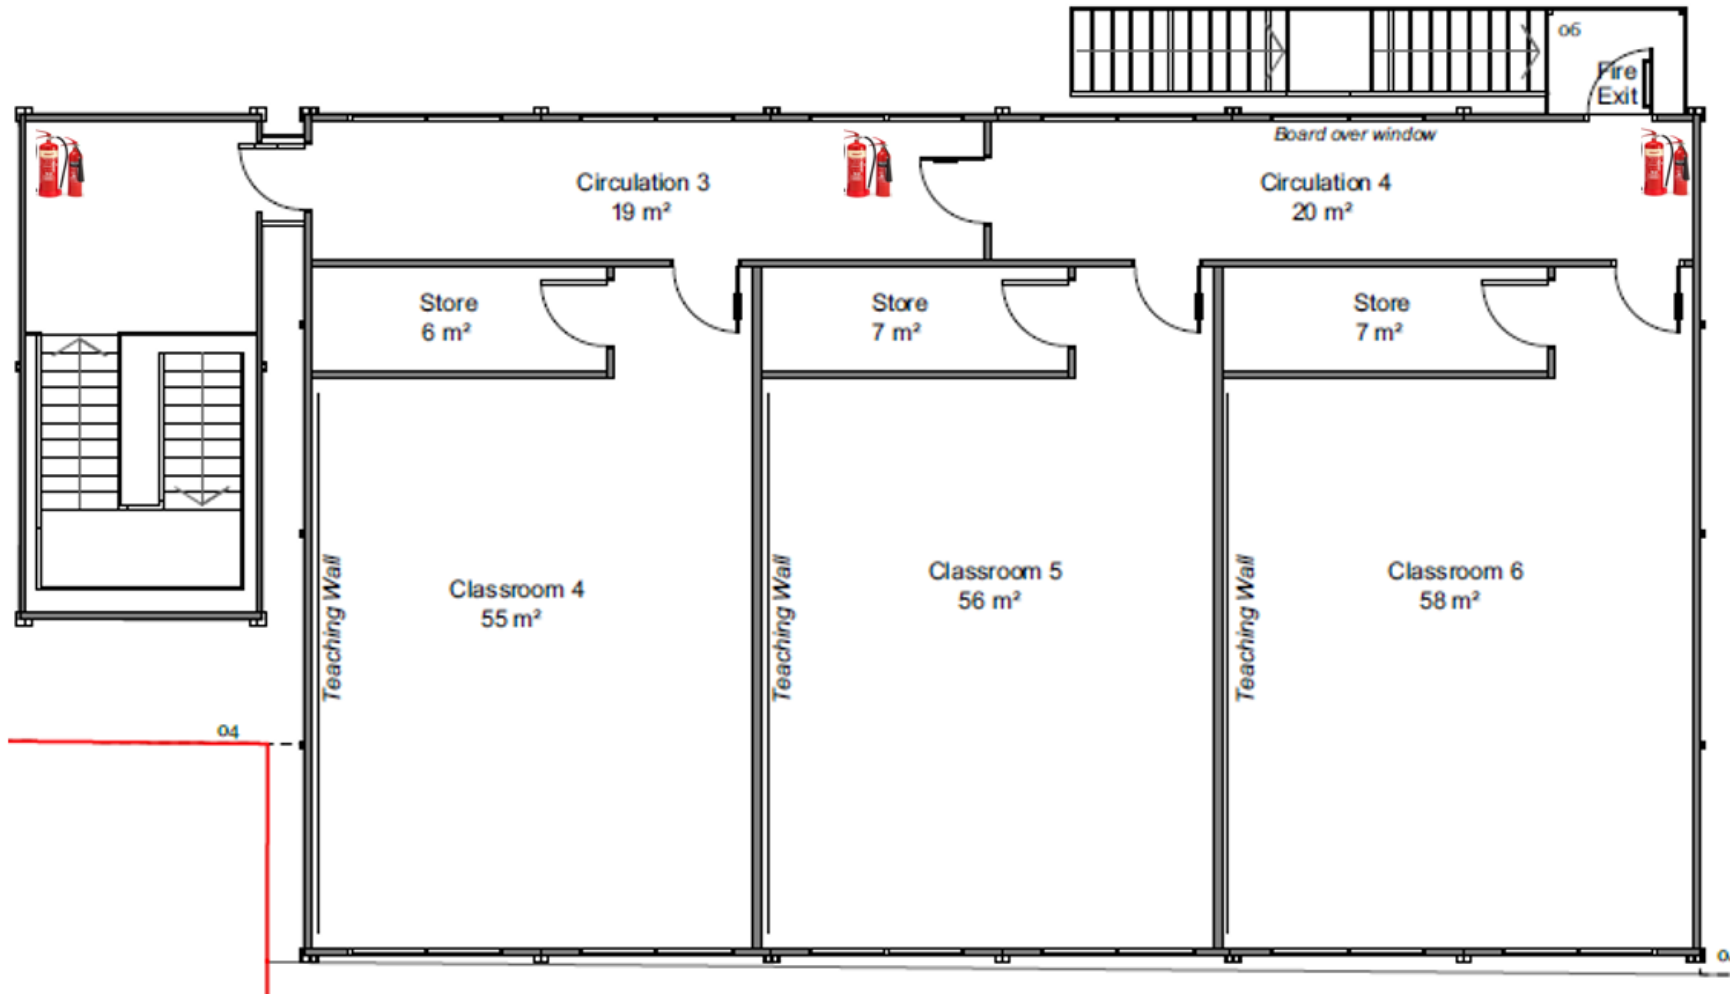 06
Fire
Exit
Board over window
Circulation 3
19 m²
Circulation 4
20 m²
Store
6 m²
Store
7 m²
Store
7 m²
Teaching Wall
Classroom 4
55 m²
Teaching Wall
Classroom 5
56 m²
Teaching Wall
Classroom 6
58 m²
04